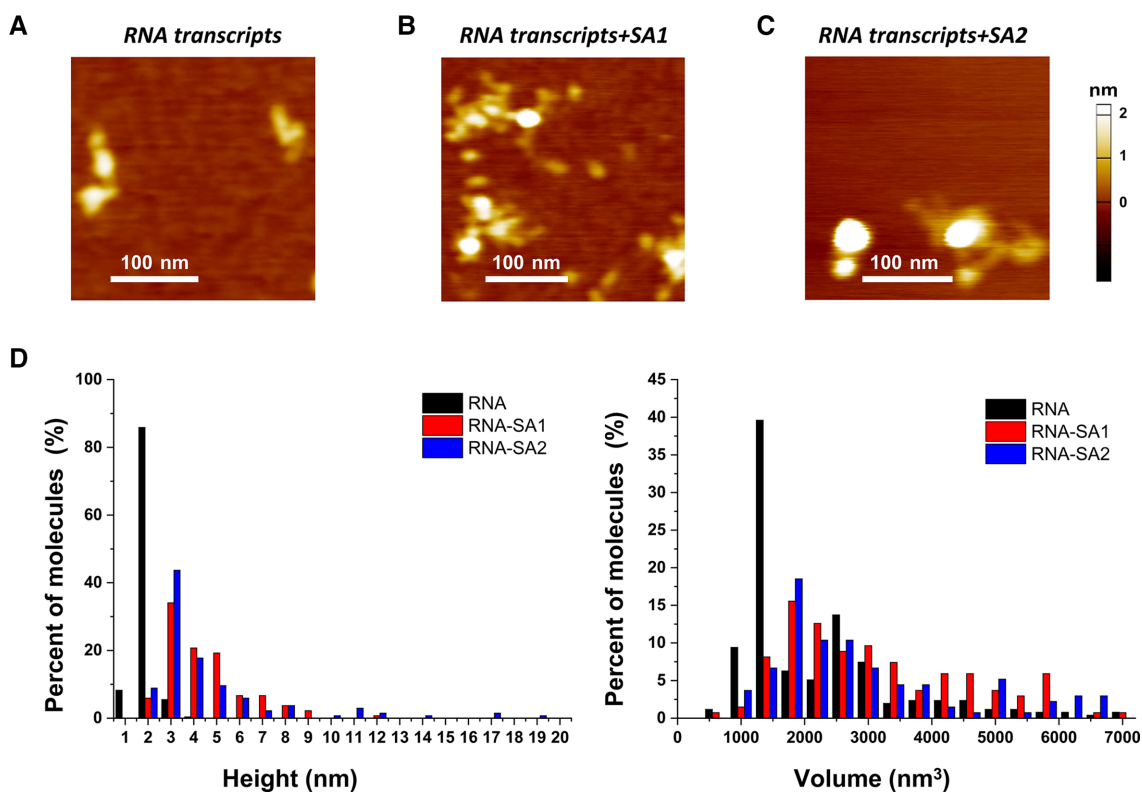 A
RNA transcripts
B
RNA transcripts+SA1
C
RNA transcripts+SA2
100 nm
100 nm
100 nm
nm
2
1
0
D
Percent of molecules (%)
100
80
60
40
20
0
RNA
RNA-SA1
RNA-SA2
1 2 3 4 5 6 7 8 9 10 11 12 13 14 15 16 17 18 19 20
Height (nm)
Percent of molecules (%)
45
40
35
30
25
20
15
10
5
0
RNA
RNA-SA1
RNA-SA2
0 1000 2000 3000 4000 5000 6000 7000
Volume (nm³)